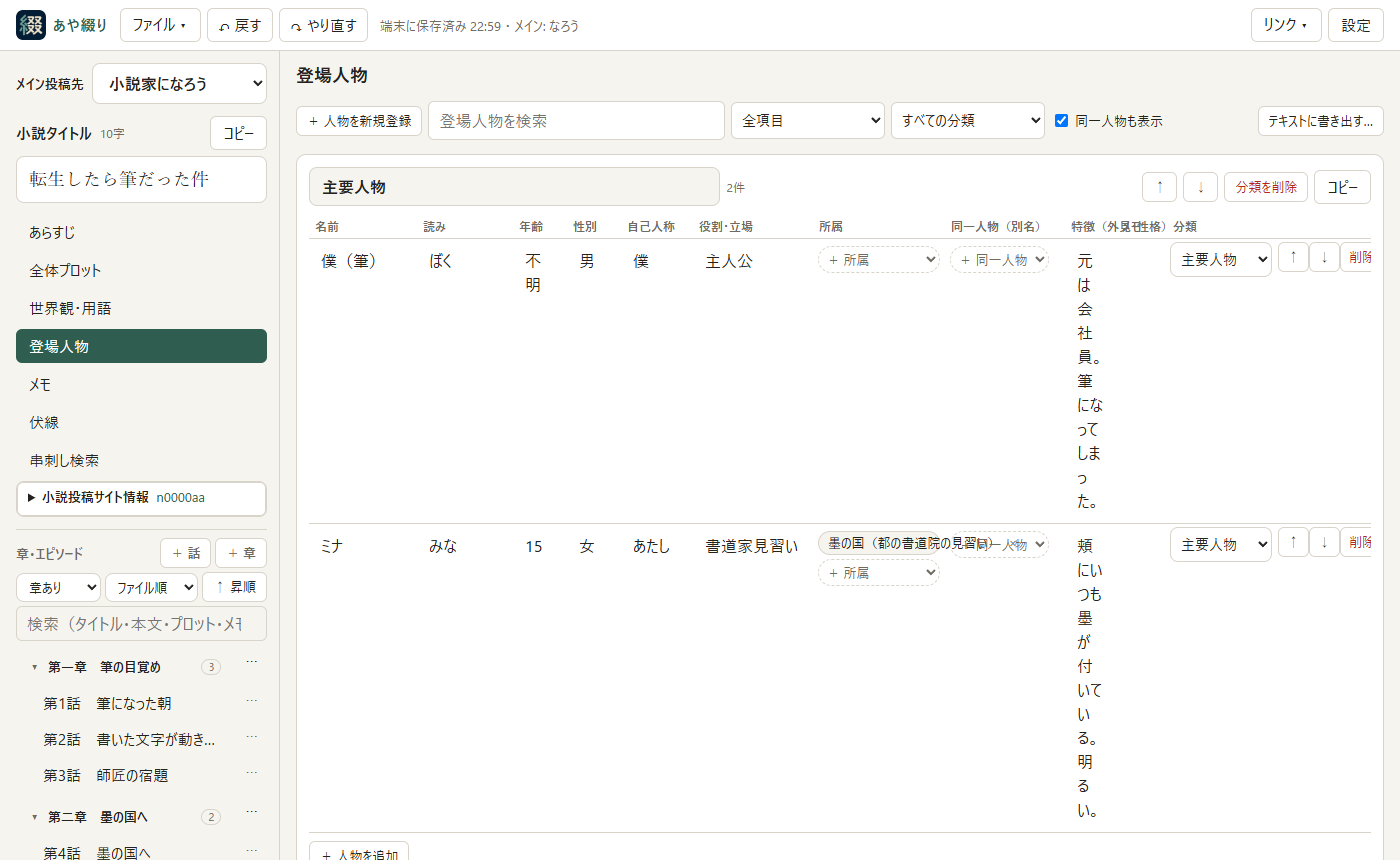 綴 あや綴り ファイル ▾ ↶ 戻す ↷ やり直す 端末に保存済み 22:59・メイン: なろう リンク ▾ 設定
メイン投稿先 小説家になろう
小説タイトル 10字 コピー
転生したら筆だった件
あらすじ
全体プロット
世界観・用語
登場人物
メモ
伏線
串刺し検索
▶ 小説投稿サイト情報 n0000aa
章・エピソード ＋ 話 ＋ 章
章あり ファイル順 ↑ 昇順
検索（タイトル・本文・プロット・メモ
▾ 第一章 筆の目覚め 3 …
第1話 筆になった朝 …
第2話 書いた文字が動き… …
第3話 師匠の宿題 …
▾ 第二章 墨の国へ 2 …
第4話 墨の国へ …
登場人物
＋ 人物を新規登録 登場人物を検索 全項目 すべての分類 同一人物も表示 テキストに書き出す…
主要人物 2件 ↑ ↓ 分類を削除 コピー
名前 読み 年齢 性別 自己人称 役割・立場 所属 同一人物（別名） 特徴（外見・性格） 分類
僕（筆） ぼく 不明 男 僕 主人公 ＋ 所属 ＋ 同一人物 主要人物 ↑ ↓ 削除
元
は
会
社
員。
筆
にな
って
しま
っ
た。
ミナ みな 15 女 あたし 書道家見習い 墨の国（都の書道院の見習い） 同一人物 主要人物 ↑ ↓ 削除
＋ 所属
頬
にい
つも
墨
が
付
いて
い
る。
明
る
い。
＋ 人物を追加